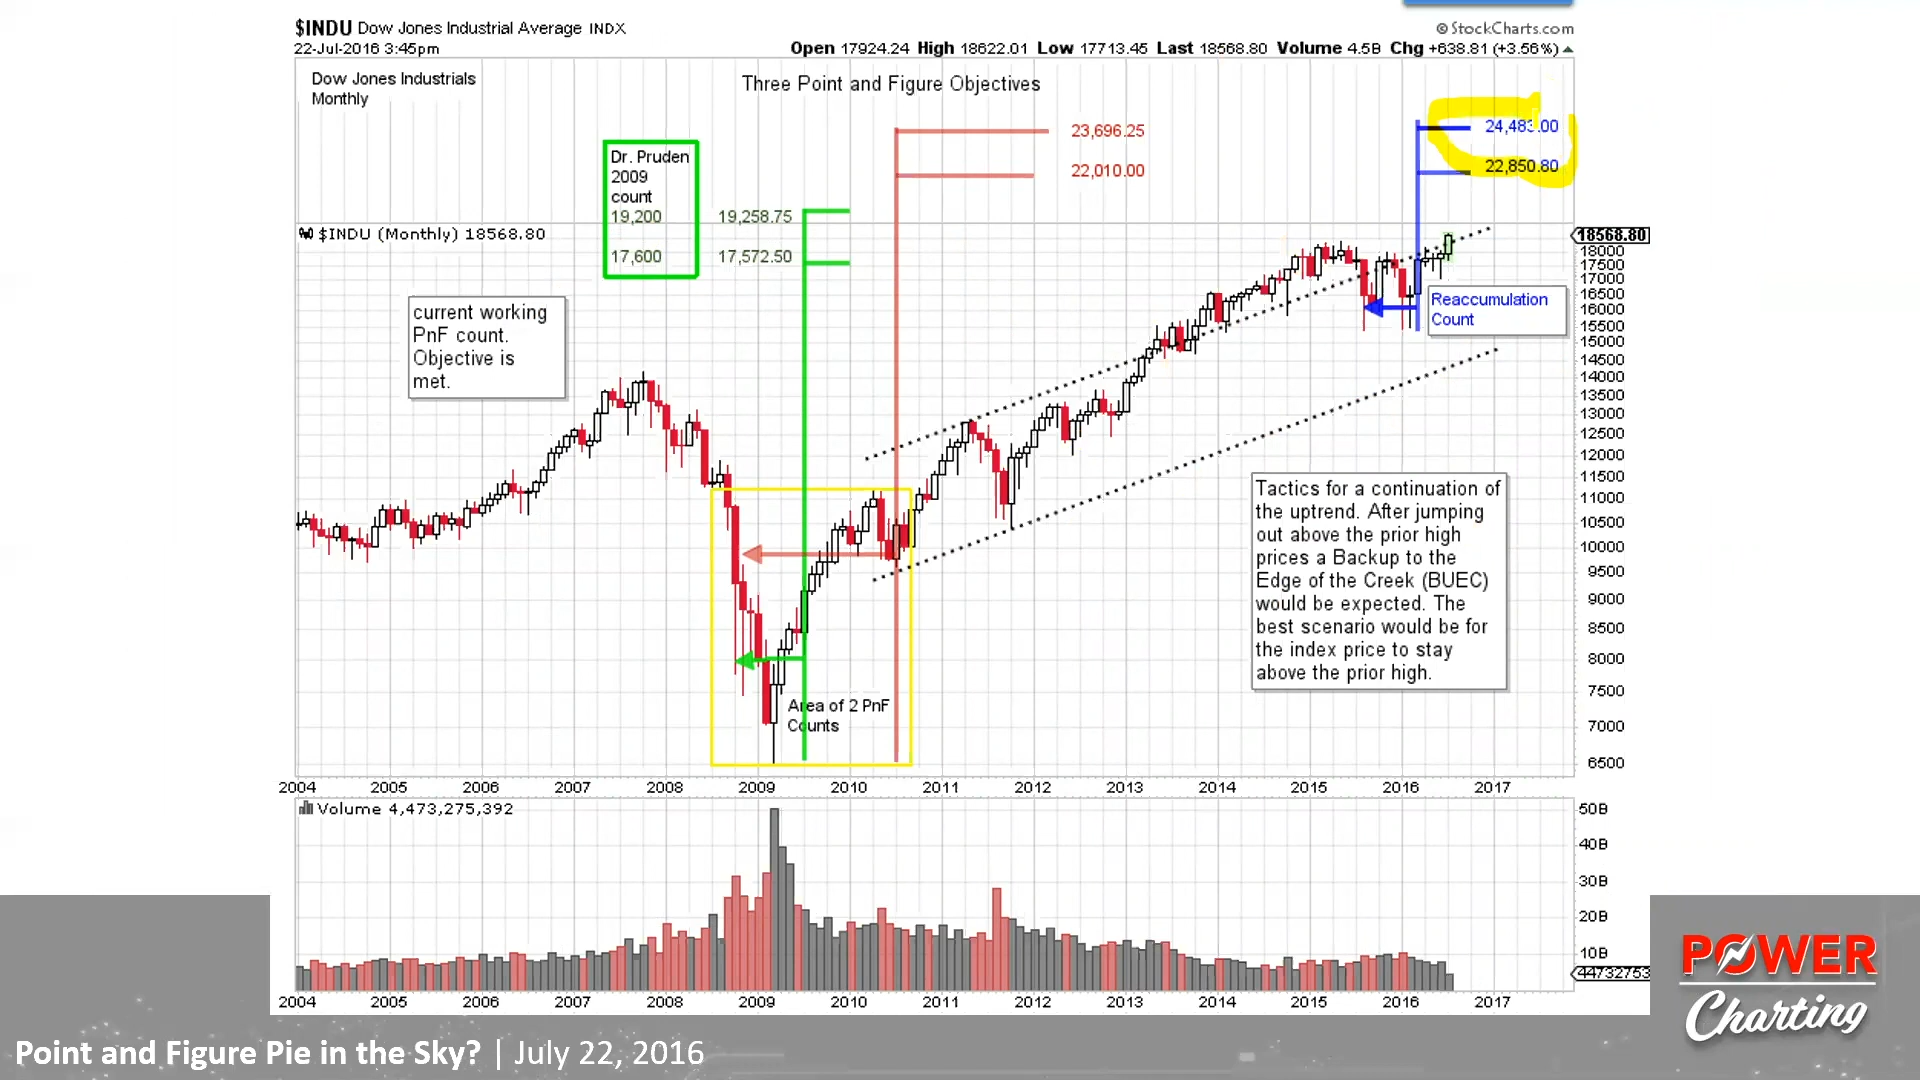 $INDU Dow Jones Industrial Average INDX
© StockCharts.com
22-Jul-2016 3:45pm
Open 17924.24 High 18622.01 Low 17713.45 Last 18568.80 Volume 4.5B Chg +638.81 (+3.56%)
Dow Jones Industrials
Monthly
Three Point and Figure Objectives
23,696.25
22,010.00
24,483.00
22,850.80
Dr. Pruden
2009
count
19,200
17,600
19,258.75
17,572.50
$INDU (Monthly) 18568.80
18568.80
18000
17500
17000
16500
16000
15500
15000
14500
14000
13500
13000
12500
12000
11500
11000
10500
10000
9500
9000
8500
8000
7500
7000
6500
current working
PnF count.
Objective is
met.
Reaccumulation
Count
Tactics for a continuation of
the uptrend. After jumping
out above the prior high
prices a Backup to the
Edge of the Creek (BUEC)
would be expected. The
best scenario would be for
the index price to stay
above the prior high.
Area of 2 PnF
Counts
2004 2005 2006 2007 2008 2009 2010 2011 2012 2013 2014 2015 2016 2017
Volume 4,473,275,392
50B
40B
30B
20B
10B
44732753
2004 2005 2006 2007 2008 2009 2010 2011 2012 2013 2014 2015 2016 2017
POWER
Charting
Point and Figure Pie in the Sky? | July 22, 2016